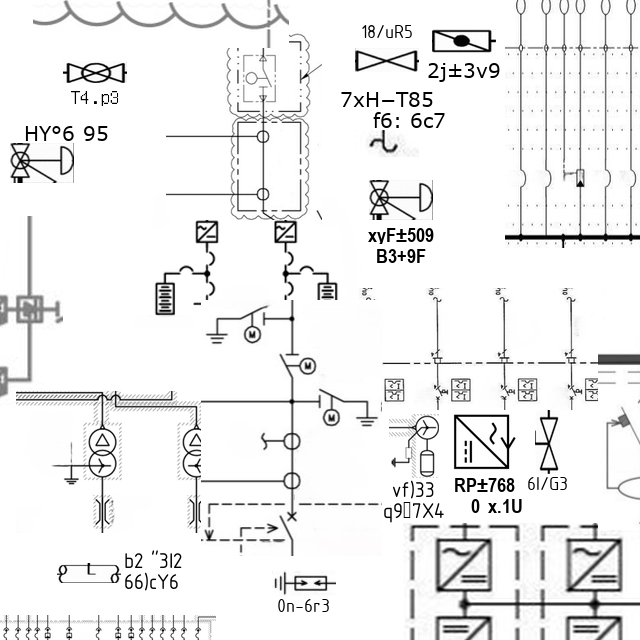 18/uR5
2j±3v9
T4.p3
7xH−T85
f6: 6c7
HY°6 95
xyF±509
B3+9F
M
M
M
vf)33
q9▯7X4
RP±768
0 x.1U
6I/G3
b2 "3I2
66)cY6
L
0n-6r3